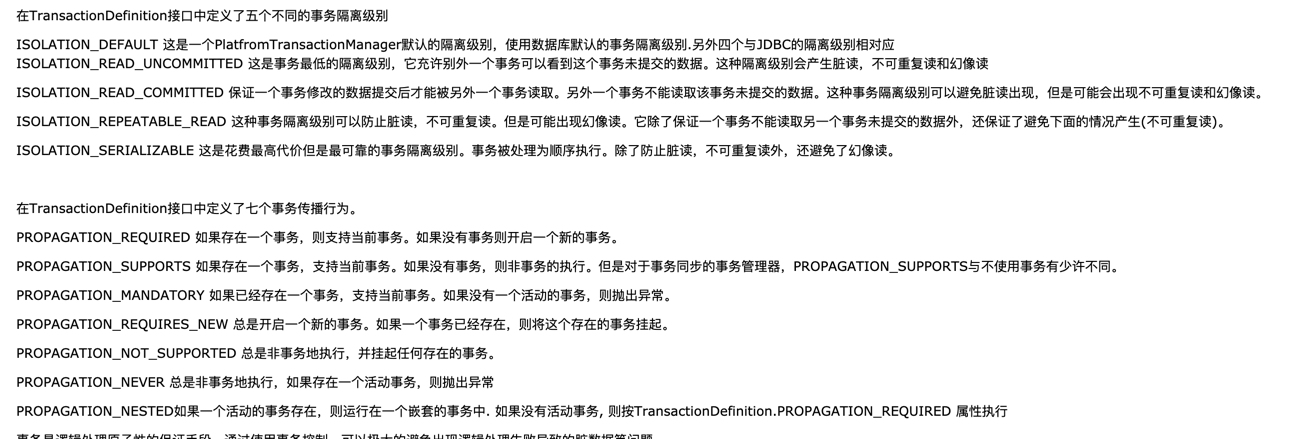 在TransactionDefinition接口中定义了五个不同的事务隔离级别
ISOLATION_DEFAULT 这是一个PlatfromTransactionManager默认的隔离级别，使用数据库默认的事务隔离级别.另外四个与JDBC的隔离级别相对应
ISOLATION_READ_UNCOMMITTED 这是事务最低的隔离级别，它充许别外一个事务可以看到这个事务未提交的数据。这种隔离级别会产生脏读，不可重复读和幻像读
ISOLATION_READ_COMMITTED 保证一个事务修改的数据提交后才能被另外一个事务读取。另外一个事务不能读取该事务未提交的数据。这种事务隔离级别可以避免脏读出现，但是可能会出现不可重复读和幻像读。
ISOLATION_REPEATABLE_READ 这种事务隔离级别可以防止脏读，不可重复读。但是可能出现幻像读。它除了保证一个事务不能读取另一个事务未提交的数据外，还保证了避免下面的情况产生(不可重复读)。
ISOLATION_SERIALIZABLE 这是花费最高代价但是最可靠的事务隔离级别。事务被处理为顺序执行。除了防止脏读，不可重复读外，还避免了幻像读。
在TransactionDefinition接口中定义了七个事务传播行为。
PROPAGATION_REQUIRED 如果存在一个事务，则支持当前事务。如果没有事务则开启一个新的事务。
PROPAGATION_SUPPORTS 如果存在一个事务，支持当前事务。如果没有事务，则非事务的执行。但是对于事务同步的事务管理器，PROPAGATION_SUPPORTS与不使用事务有少许不同。
PROPAGATION_MANDATORY 如果已经存在一个事务，支持当前事务。如果没有一个活动的事务，则抛出异常。
PROPAGATION_REQUIRES_NEW 总是开启一个新的事务。如果一个事务已经存在，则将这个存在的事务挂起。
PROPAGATION_NOT_SUPPORTED 总是非事务地执行，并挂起任何存在的事务。
PROPAGATION_NEVER 总是非事务地执行，如果存在一个活动事务，则抛出异常
PROPAGATION_NESTED如果一个活动的事务存在，则运行在一个嵌套的事务中. 如果没有活动事务, 则按TransactionDefinition.PROPAGATION_REQUIRED 属性执行